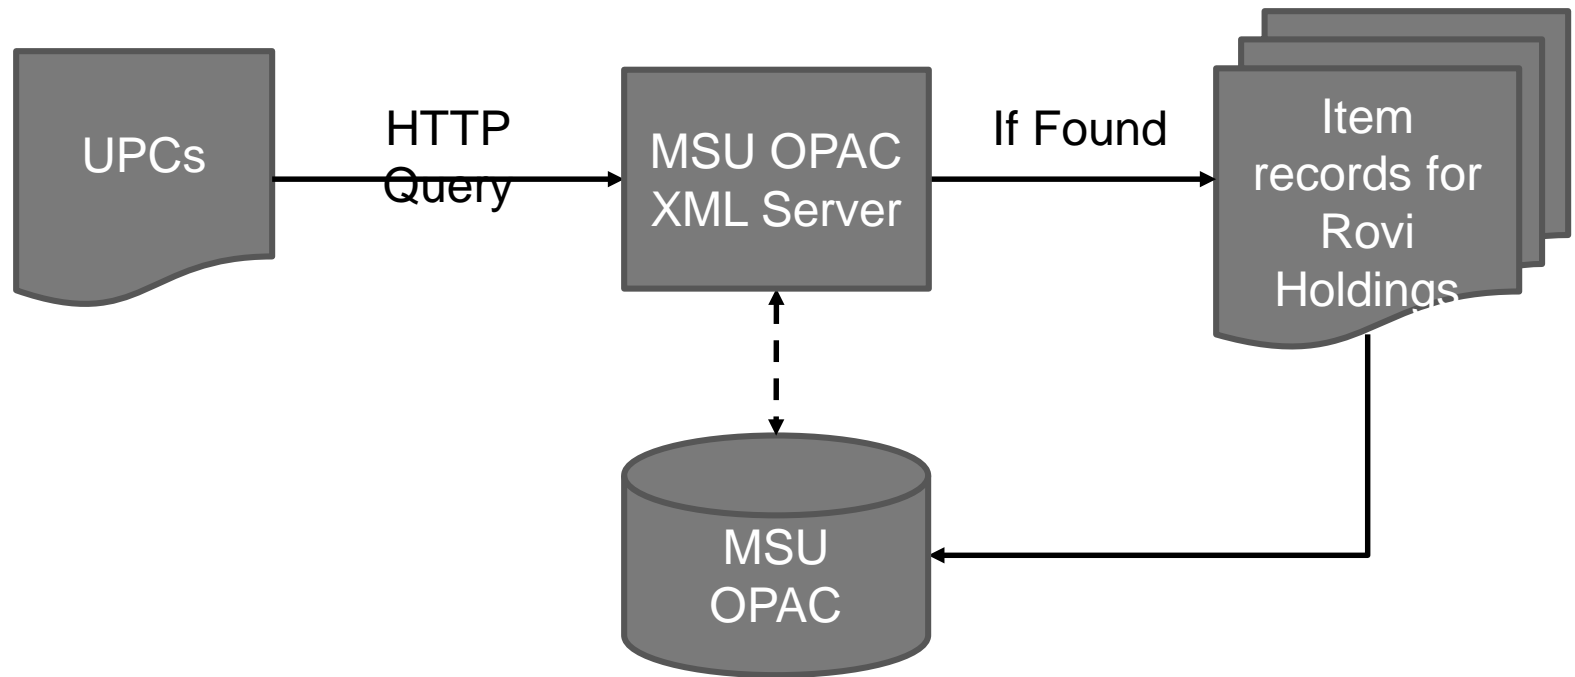 UPCs
HTTP
Query
MSU OPAC
XML Server
If Found
Item
records for
Rovi
Holdings
MSU
OPAC